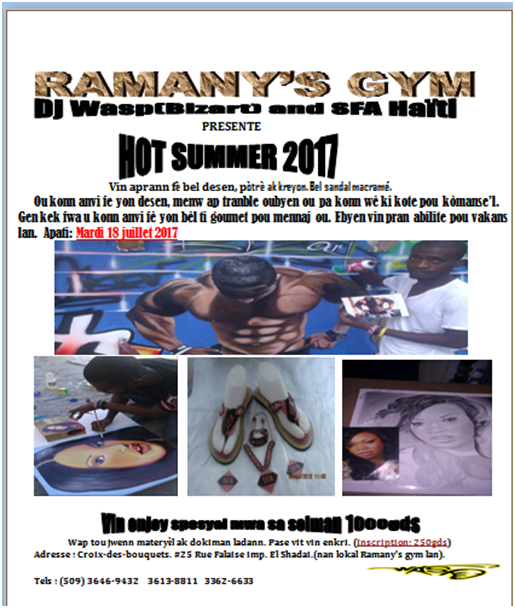 RAMANY'S GYM
Dj Wasp(Bizart) and SFA Haïti
PRESENTE
HOT SUMMER 2017
Vin aprann fè bel desen, pòtrè ak kreyon. Bel sandal macramé.
Ou konn anvi fe yon desen, menw ap tranble oubyen ou pa konn wè ki kote pou kòmanse'l.
Gen kek fwa u konn anvi fè yon bèl ti goumet pou mennaj ou. Ebyen vin pran abilite pou vakans
lan. Apati: Mardi 18 juillet 2017
Vin enjoy spesyal mwa sa selman 1000gds
Wap tou jwenn materyèl ak dokiman ladann. Pase vit vin enkri. (Inscription: 250gds)
Adresse : Croix-des-bouquets. #25 Rue Falaise Imp. El Shadai.(nan lokal Ramany's gym lan).
WASP
Tels : (509) 3646-9432 3613-8811 3362-6633